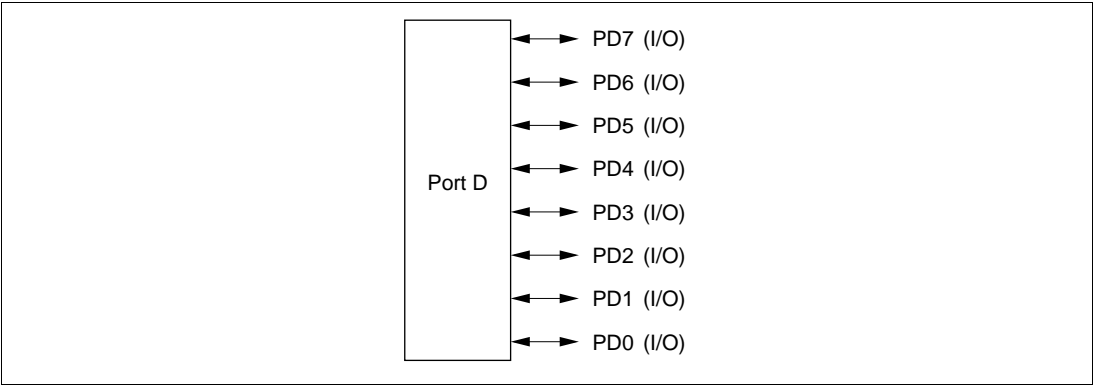 PD7 (I/O)
PD6 (I/O)
PD5 (I/O)
PD4 (I/O)
Port D
PD3 (I/O)
PD2 (I/O)
PD1 (I/O)
PD0 (I/O)